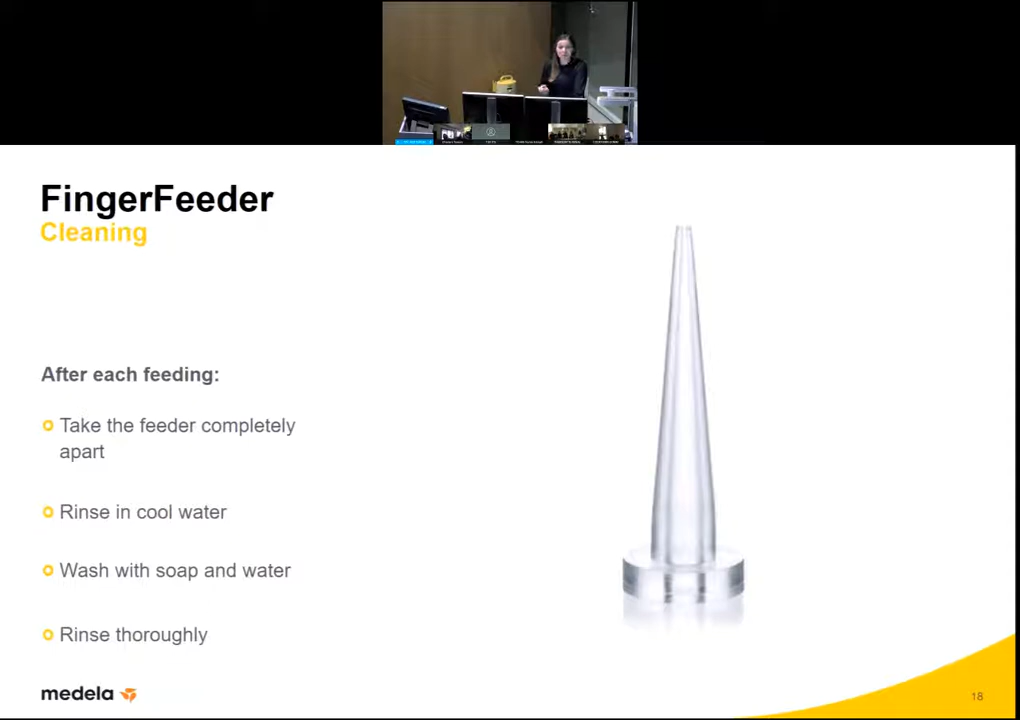 FingerFeeder
Cleaning
After each feeding:
Take the feeder completely
apart
Rinse in cool water
Wash with soap and water
Rinse thoroughly
medela
18